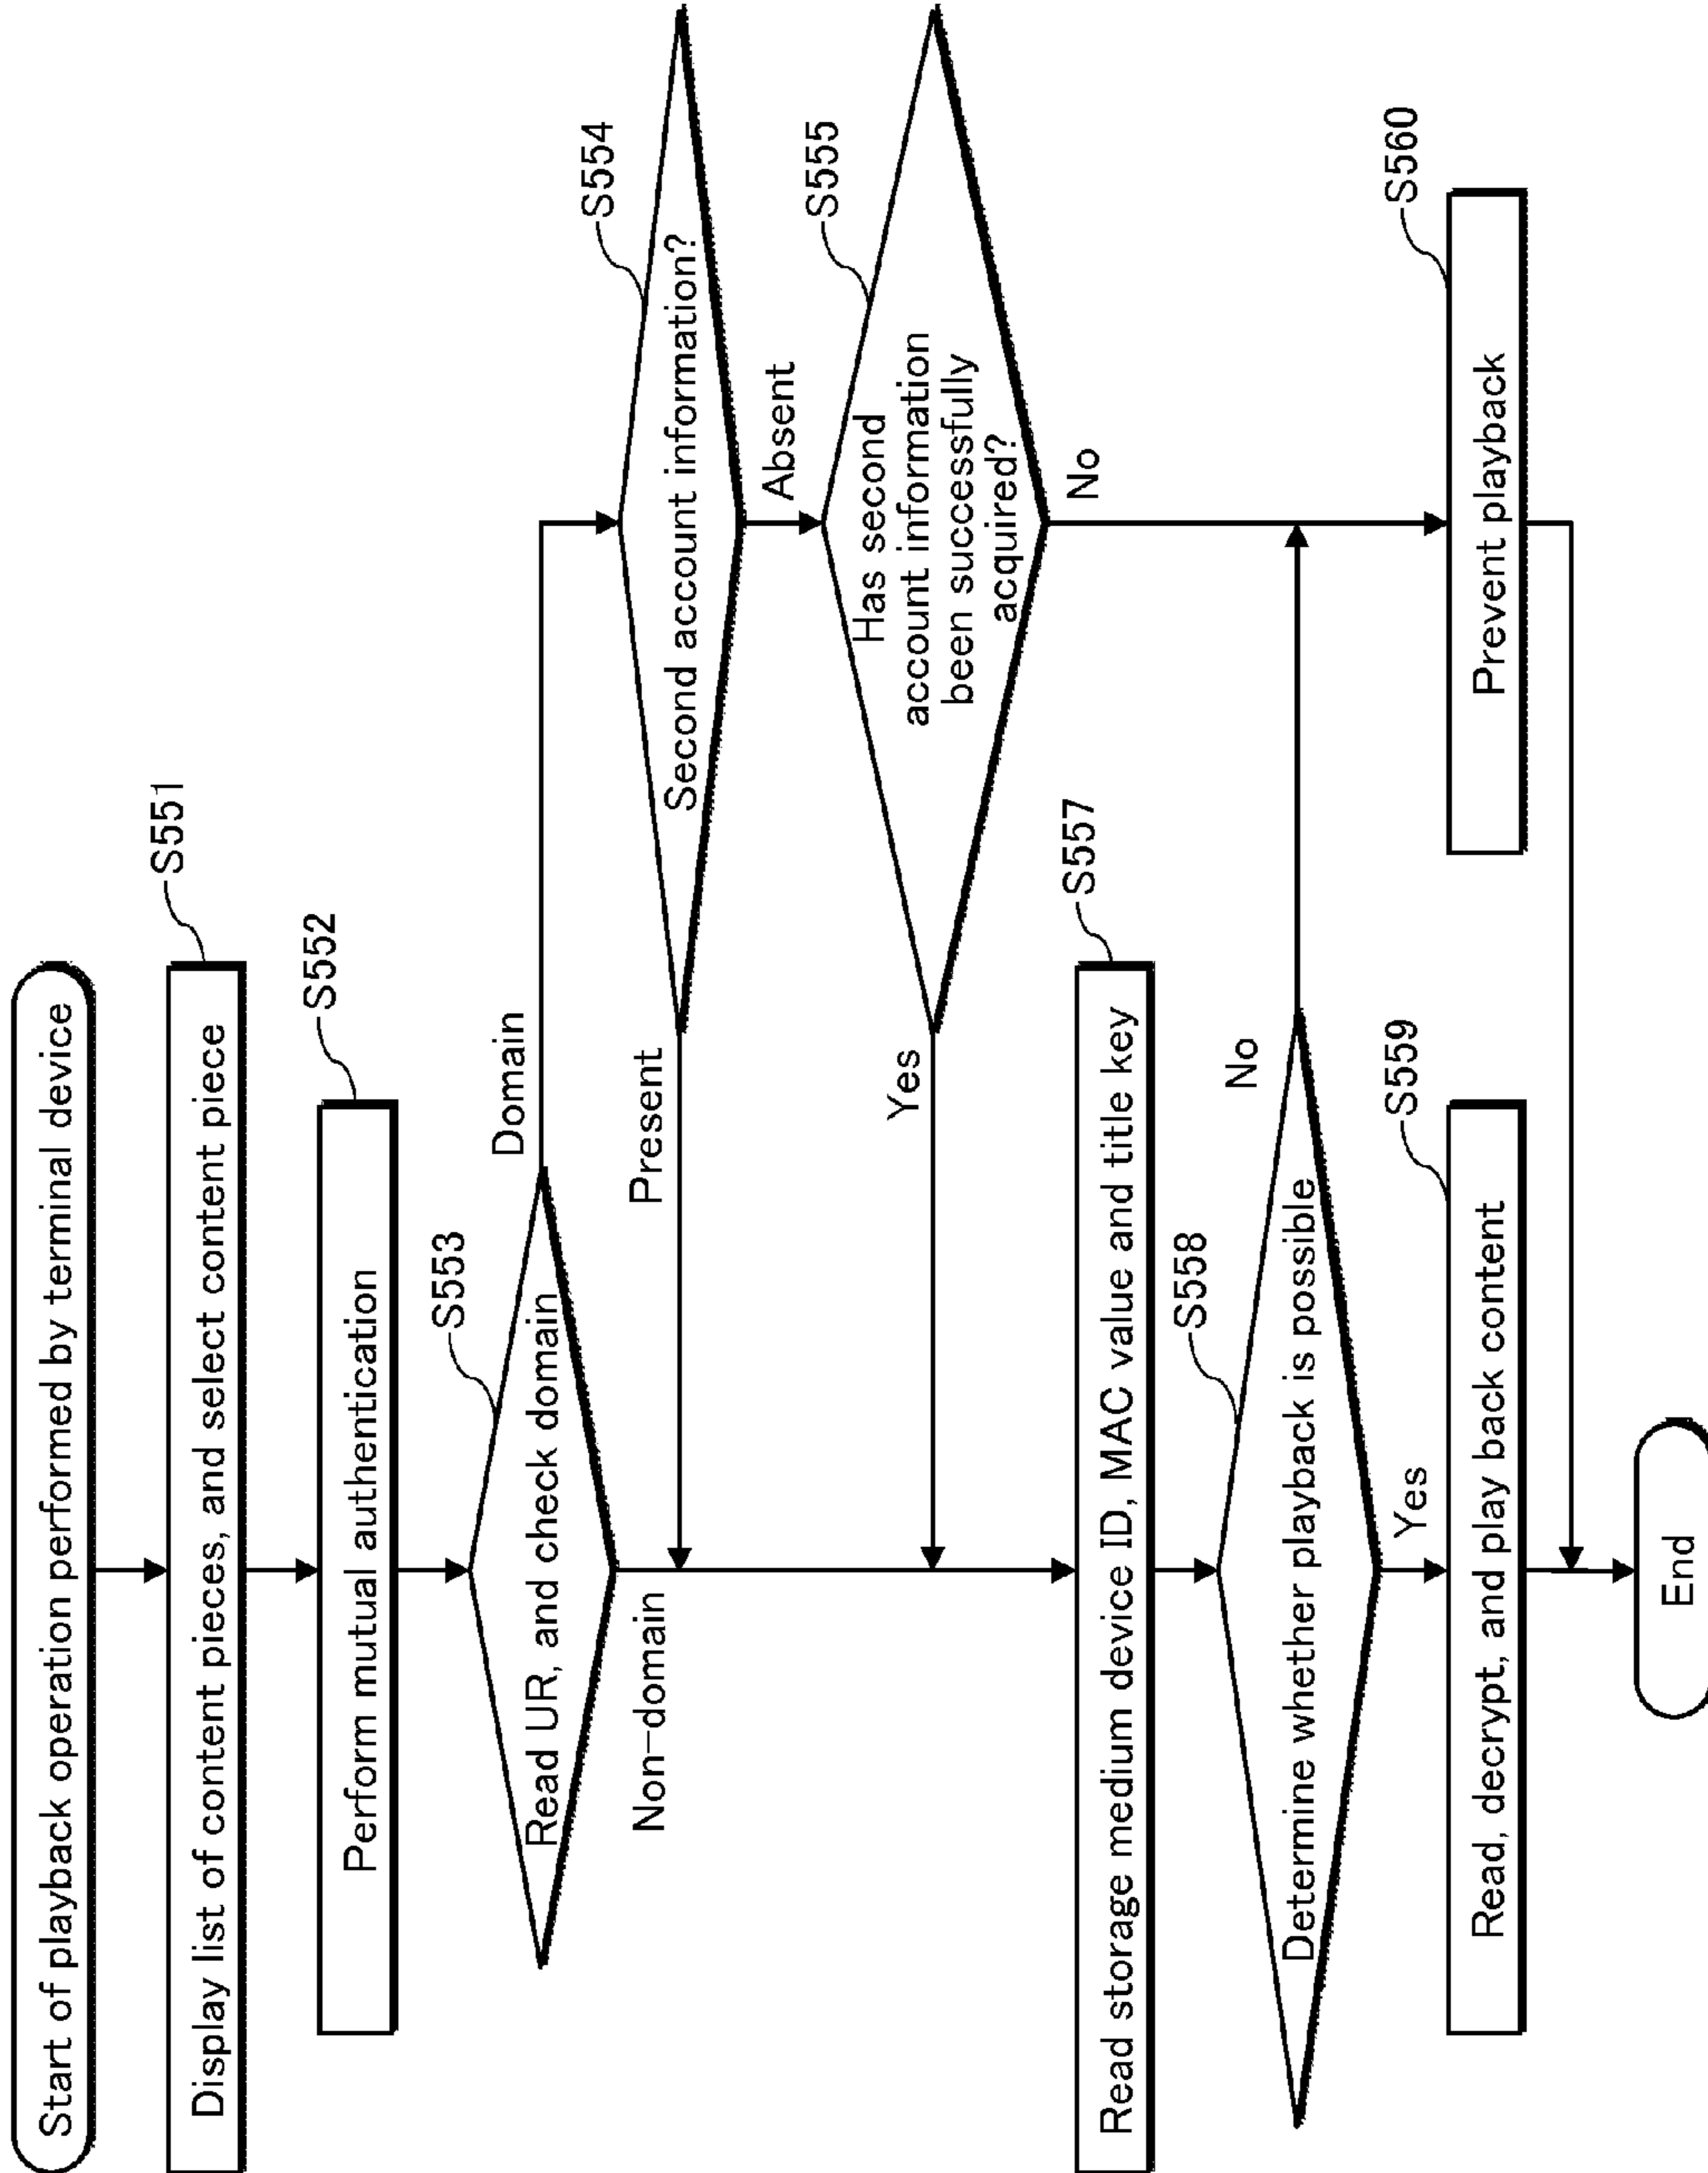 Start of playback operation performed by terminal device
S551
Display list of content pieces, and select content piece
S552
Perform mutual authentication
S553
Read UR, and check domain
Domain
Non-domain
S554
Second account information?
Present
Absent
S555
Has second
account information
been successfully
acquired?
Yes
No
S557
Read storage medium device ID, MAC value and title key
S558
Determine whether playback is possible
No
Yes
S559
Read, decrypt, and play back content
S560
Prevent playback
End